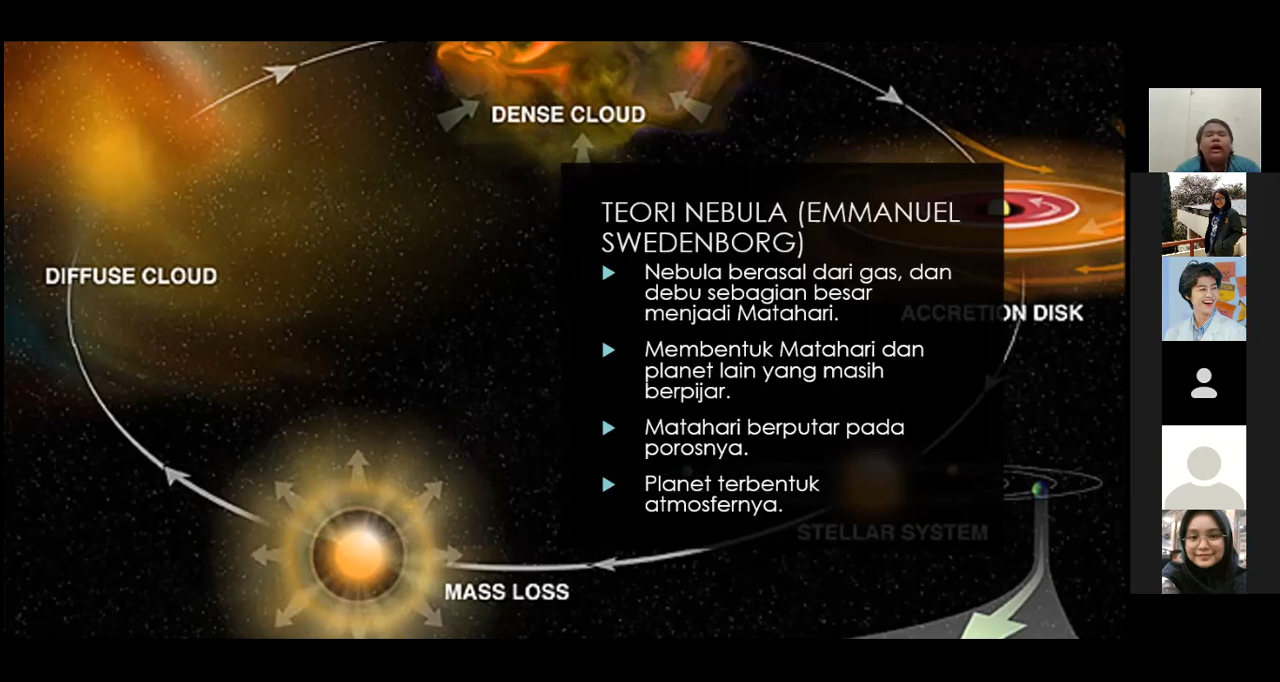 DENSE CLOUD
DIFFUSE CLOUD
TEORI NEBULA (EMMANUEL
SWEDENBORG)
Nebula berasal dari gas, dan
debu sebagian besar
menjadi Matahari.
ACCRETION DISK
Membentuk Matahari dan
planet lain yang masih
berpijar.
Matahari berputar pada
porosnya.
Planet terbentuk
atmosfernya.
STELLAR SYSTEM
MASS LOSS